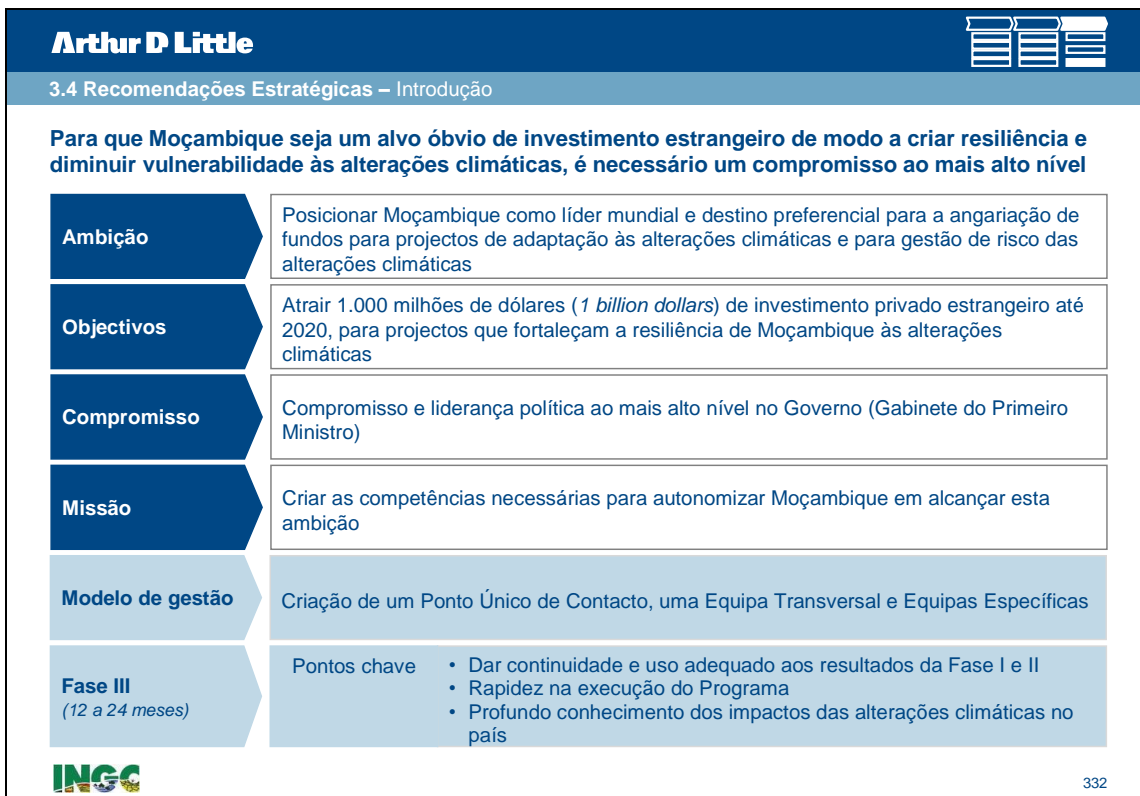 Arthur D Little
3.4 Recomendações Estratégicas – Introdução
Para que Moçambique seja um alvo óbvio de investimento estrangeiro de modo a criar resiliência e
diminuir vulnerabilidade às alterações climáticas, é necessário um compromisso ao mais alto nível
Ambição
Posicionar Moçambique como líder mundial e destino preferencial para a angariação de
fundos para projectos de adaptação às alterações climáticas e para gestão de risco das
alterações climáticas
Objectivos
Atrair 1.000 milhões de dólares (1 billion dollars) de investimento privado estrangeiro até
2020, para projectos que fortaleçam a resiliência de Moçambique às alterações
climáticas
Compromisso
Compromisso e liderança política ao mais alto nível no Governo (Gabinete do Primeiro
Ministro)
Missão
Criar as competências necessárias para autonomizar Moçambique em alcançar esta
ambição
Modelo de gestão
Criação de um Ponto Único de Contacto, uma Equipa Transversal e Equipas Específicas
Fase III
(12 a 24 meses)
Pontos chave
• Dar continuidade e uso adequado aos resultados da Fase I e II
• Rapidez na execução do Programa
• Profundo conhecimento dos impactos das alterações climáticas no
país
INGC
332